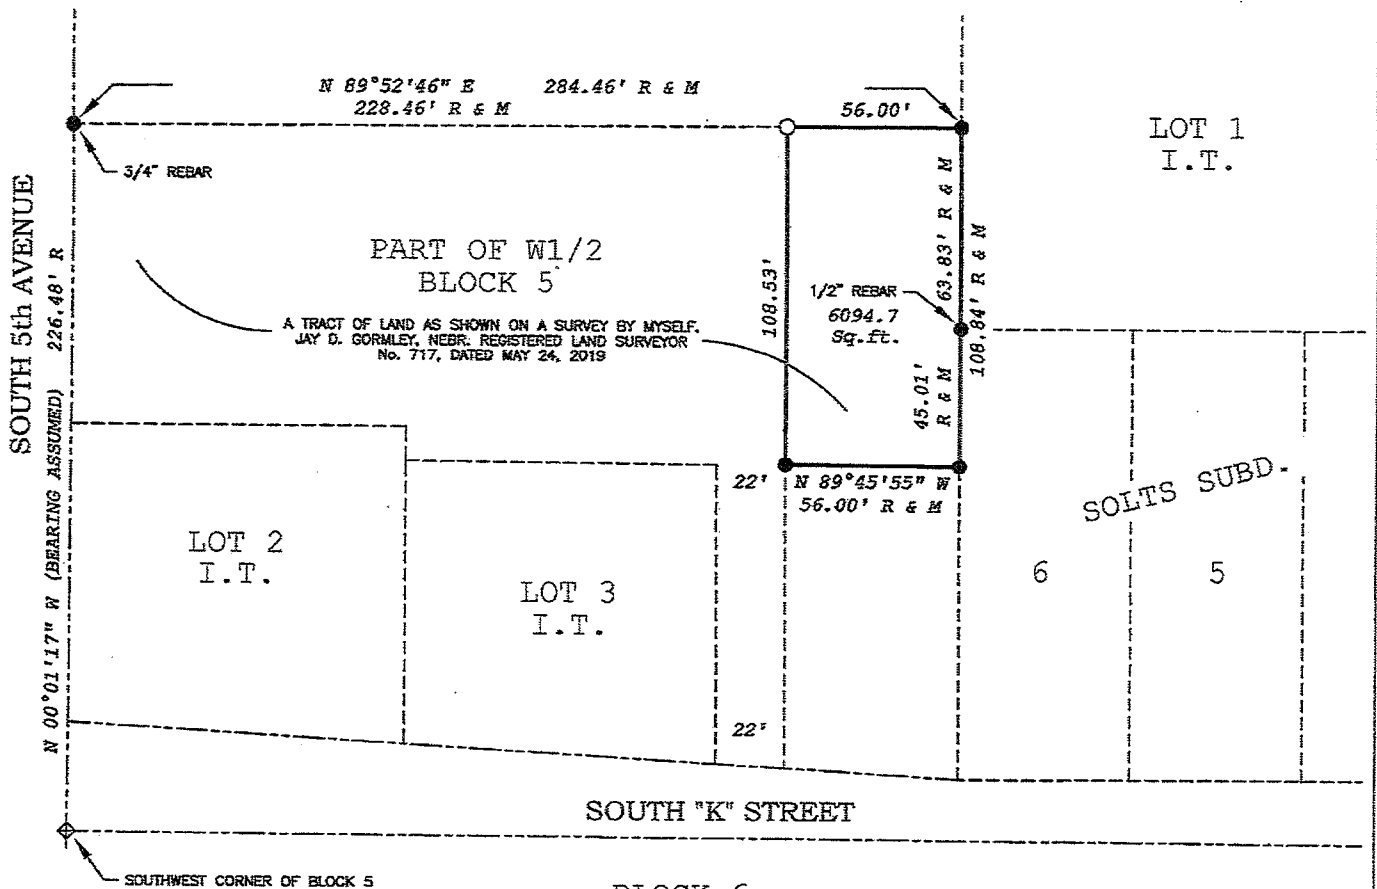 N 89°52'46" E 284.46' R & M
228.46' R & M
56.00'
LOT 1
I.T.
3/4" REBAR
SOUTH 5th AVENUE
N 00°01'17" W (BEARING ASSUMED) 226.48' R
PART OF W1/2
BLOCK 5
108.53'
63.83' R & M
108.84' R & M
1/2" REBAR
6094.7
Sq.ft.
A TRACT OF LAND AS SHOWN ON A SURVEY BY MYSELF.
JAY D. GORMLEY, NEBR. REGISTERED LAND SURVEYOR
No. 717, DATED MAY 24, 2019
45.01'
R & M
22'
N 89°45'55" W
56.00' R & M
SOLTS SUBD.
LOT 2
I.T.
LOT 3
I.T.
6
5
22'
SOUTH "K" STREET
SOUTHWEST CORNER OF BLOCK 5
BLOCK 6